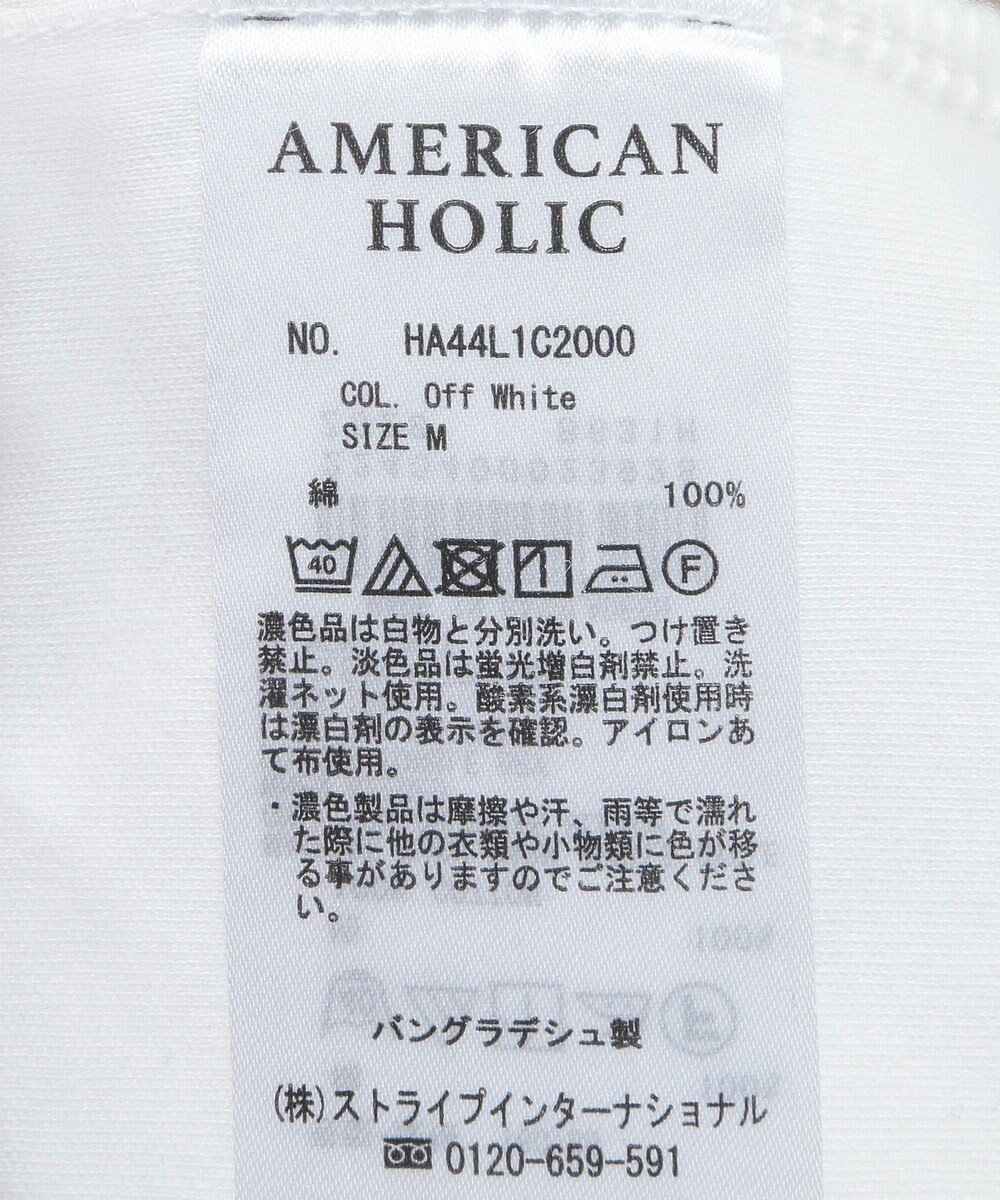 AMERICAN
HOLIC
NO. HA44L1C2000
COL. Off White
SIZE M
綿 100%
40 F
濃色品は白物と分別洗い。つけ置き
禁止。淡色品は蛍光増白剤禁止。洗
濯ネット使用。酸素系漂白剤使用時
は漂白剤の表示を確認。アイロンあ
て布使用。
・濃色製品は摩擦や汗、雨等で濡れ
た際に他の衣類や小物類に色が移
る事がありますのでご注意くださ
い。
バングラデシュ製
(株)ストライプインターナショナル
0120-659-591